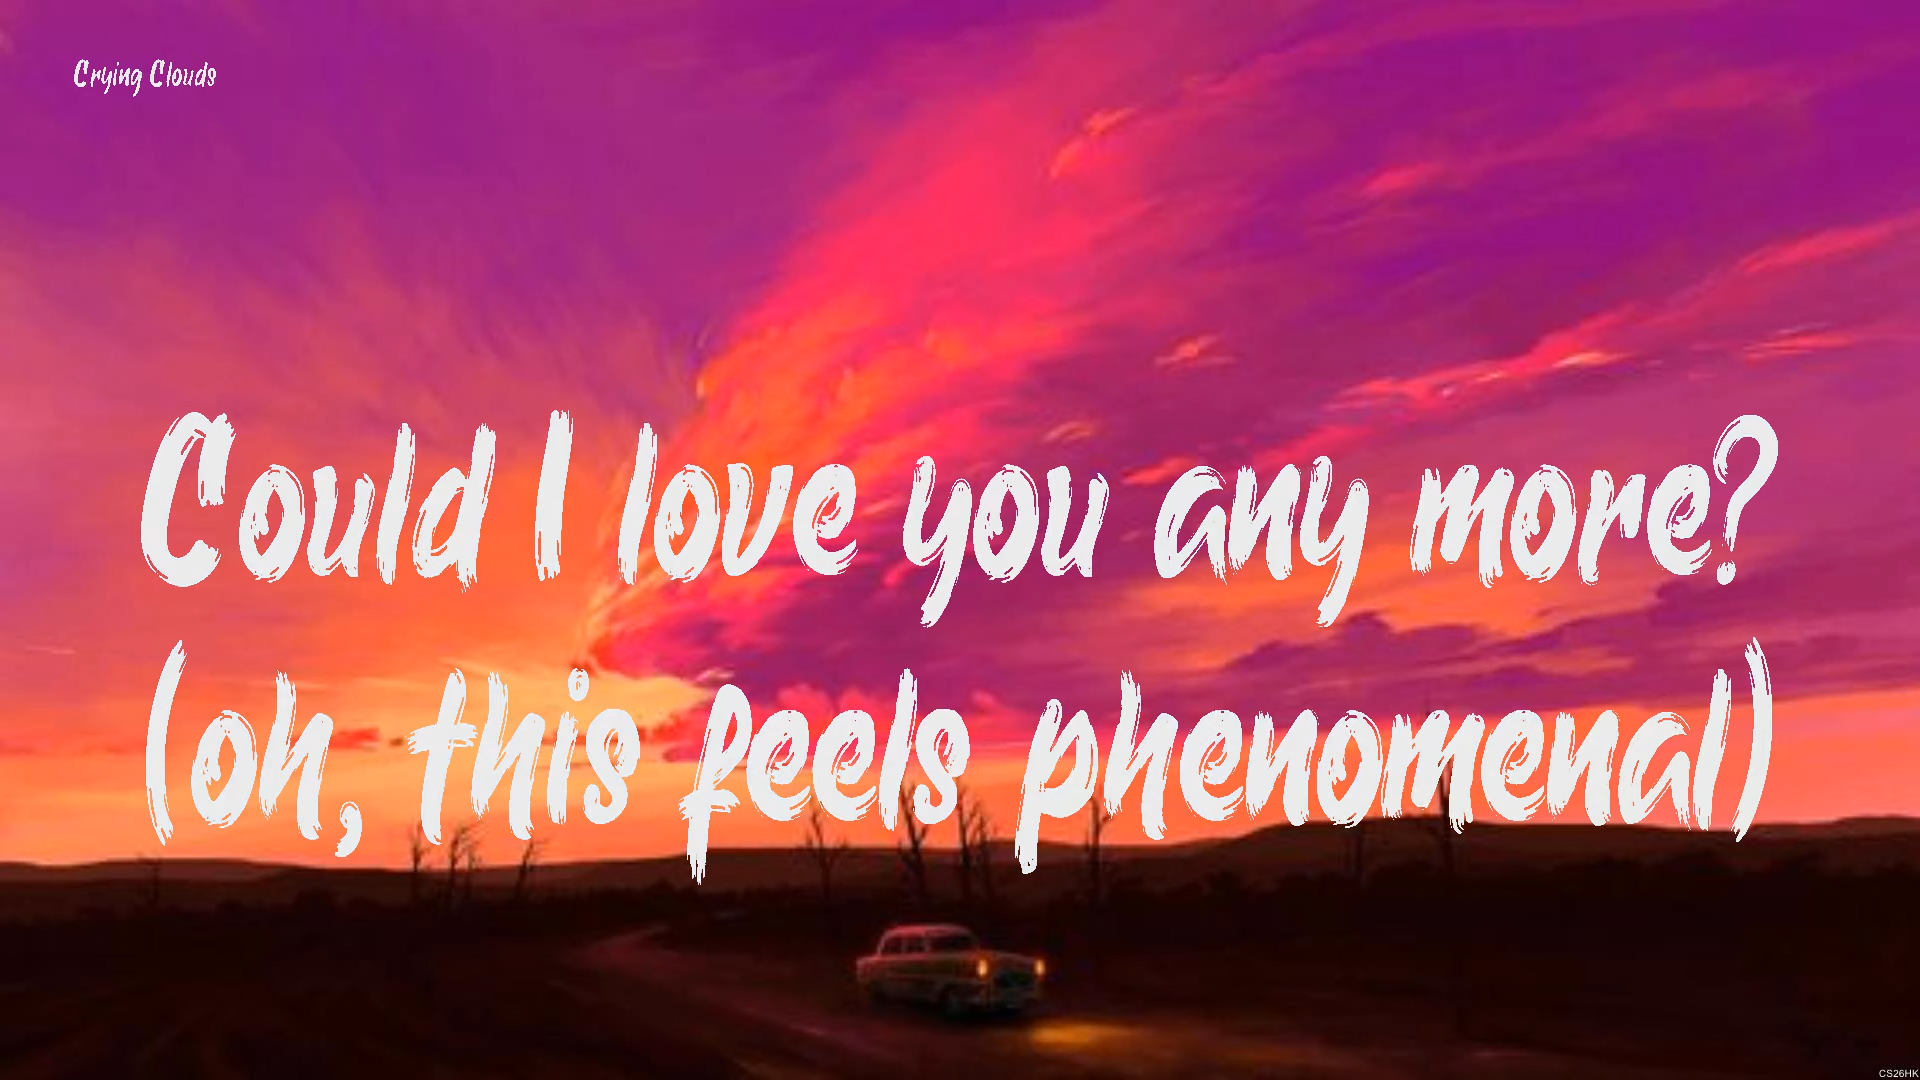 Crying Clouds
Could I love you any more?
(oh, this feels phenomenal)
CS26HK